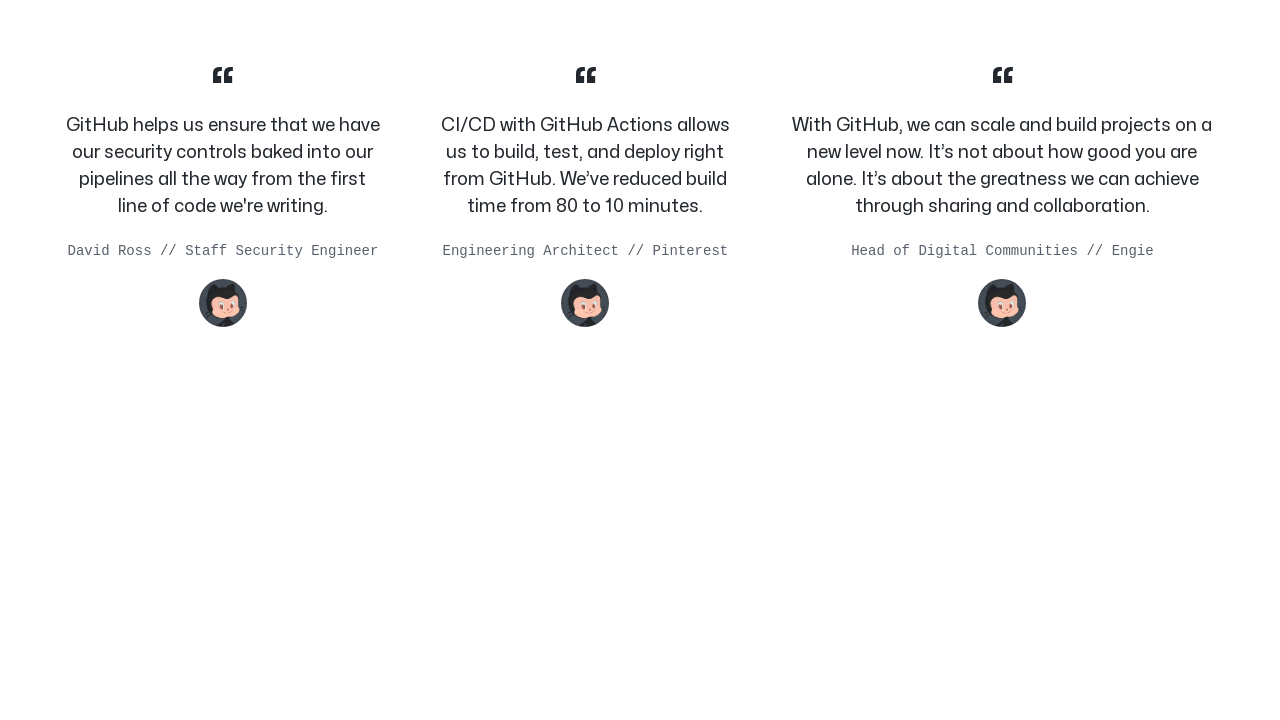 “
GitHub helps us ensure that we have
our security controls baked into our
pipelines all the way from the first
line of code we're writing.
David Ross // Staff Security Engineer
“
CI/CD with GitHub Actions allows
us to build, test, and deploy right
from GitHub. We’ve reduced build
time from 80 to 10 minutes.
Engineering Architect // Pinterest
“
With GitHub, we can scale and build projects on a
new level now. It’s not about how good you are
alone. It’s about the greatness we can achieve
through sharing and collaboration.
Head of Digital Communities // Engie